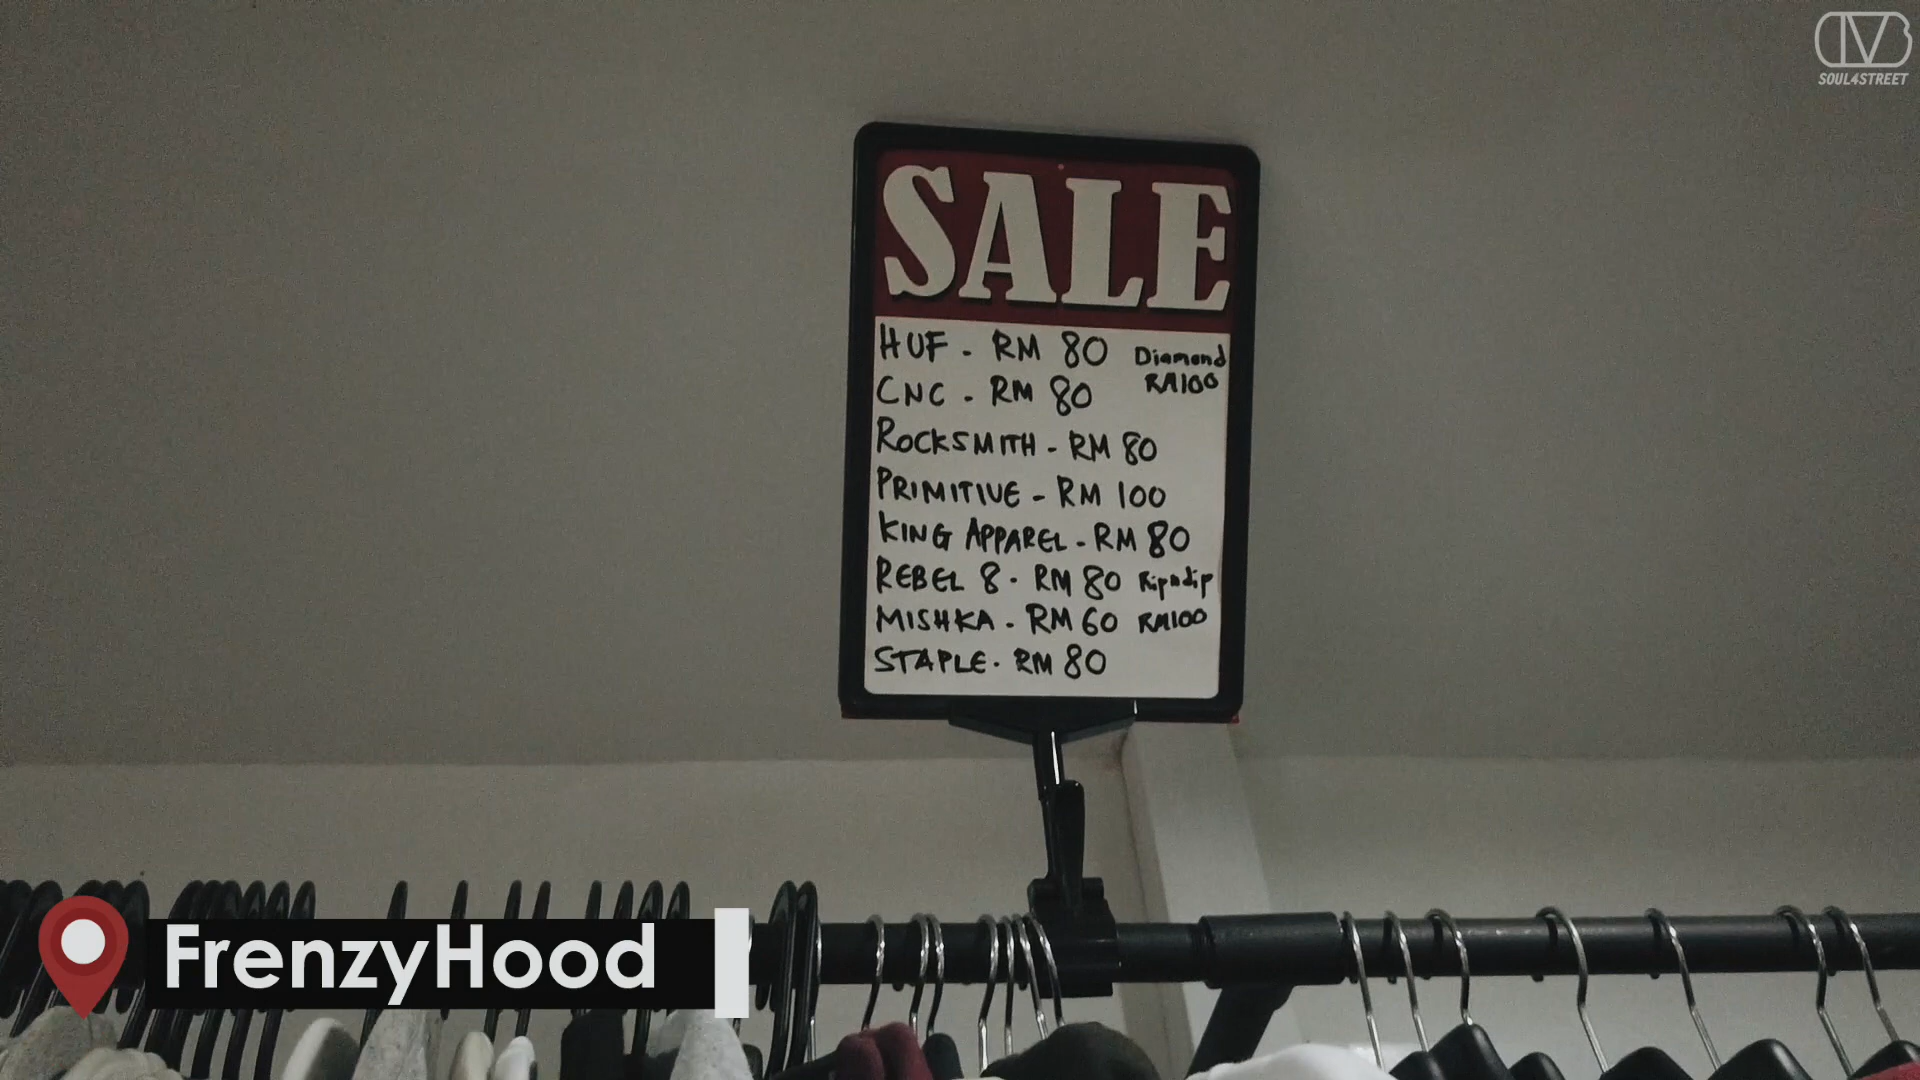 SOUL4STREET
SALE
HUF - RM 80
Diamond
RM100
CNC - RM 80
ROCKSMITH - RM 80
PRIMITIVE - RM 100
KING APPAREL - RM 80
REBEL 8 - RM 80
Ripndip
RM100
MISHKA - RM 60
STAPLE - RM 80
FrenzyHood